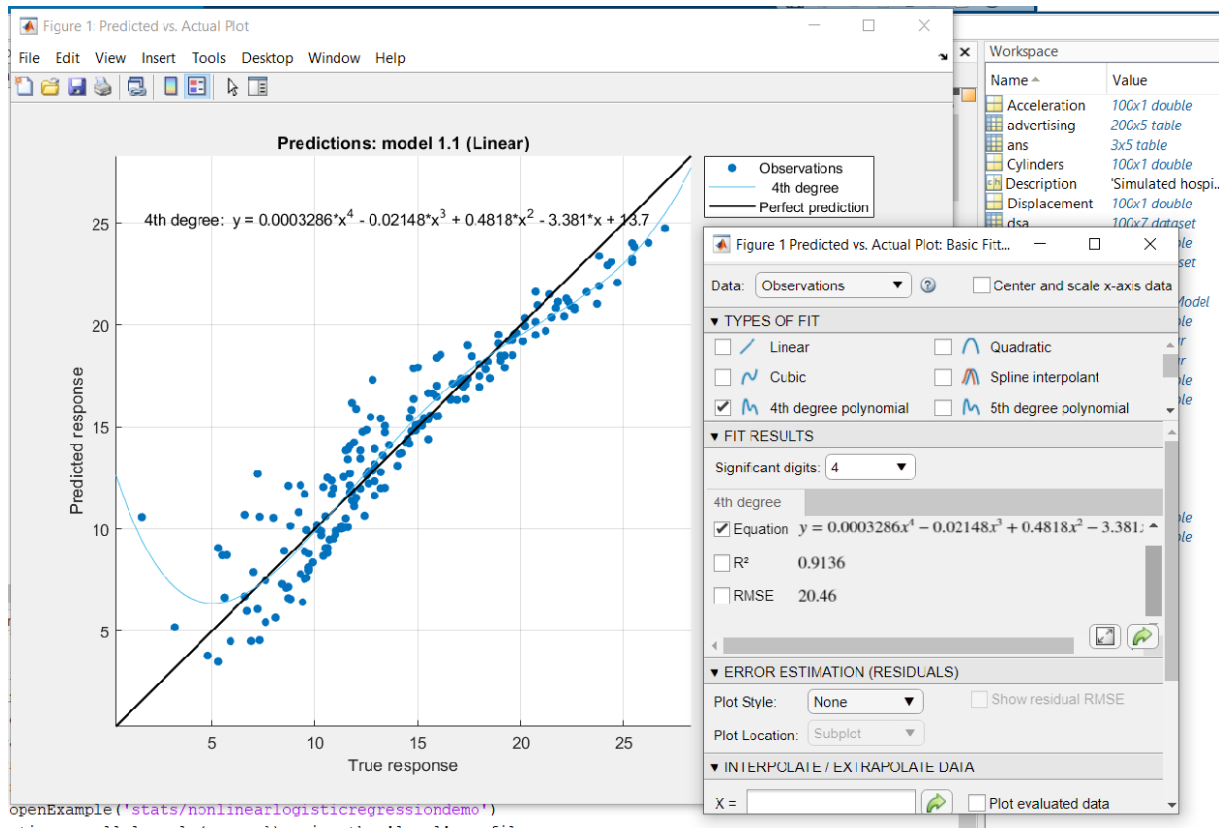 Figure 1: Predicted vs. Actual Plot
File Edit View Insert Tools Desktop Window Help
Predictions: model 1.1 (Linear)
Observations
4th degree
Perfect prediction
4th degree: y = 0.0003286*x^4 - 0.02148*x^3 + 0.4818*x^2 - 3.381*x + 13.7
25
20
15
10
5
Predicted response
5 10 15 20 25
True response
Workspace
Name Value
Acceleration 100x1 double
advertising 200x5 table
ans 3x5 table
Cylinders 100x1 double
Description 'Simulated hospi...
Displacement 100x1 double
dsa 100x7 dataset
Figure 1 Predicted vs. Actual Plot: Basic Fitt...
Data: Observations Center and scale x-axis data
TYPES OF FIT
Linear Quadratic
Cubic Spline interpolant
4th degree polynomial 5th degree polynomial
FIT RESULTS
Significant digits: 4
4th degree
Equation y = 0.0003286x⁴ − 0.02148x³ + 0.4818x² − 3.381
R² 0.9136
RMSE 20.46
ERROR ESTIMATION (RESIDUALS)
Plot Style: None Show residual RMSE
Plot Location: Subplot
INTERPOLATE / EXTRAPOLATE DATA
X = Plot evaluated data
openExample('stats/nonlinearlogisticregressiondemo')